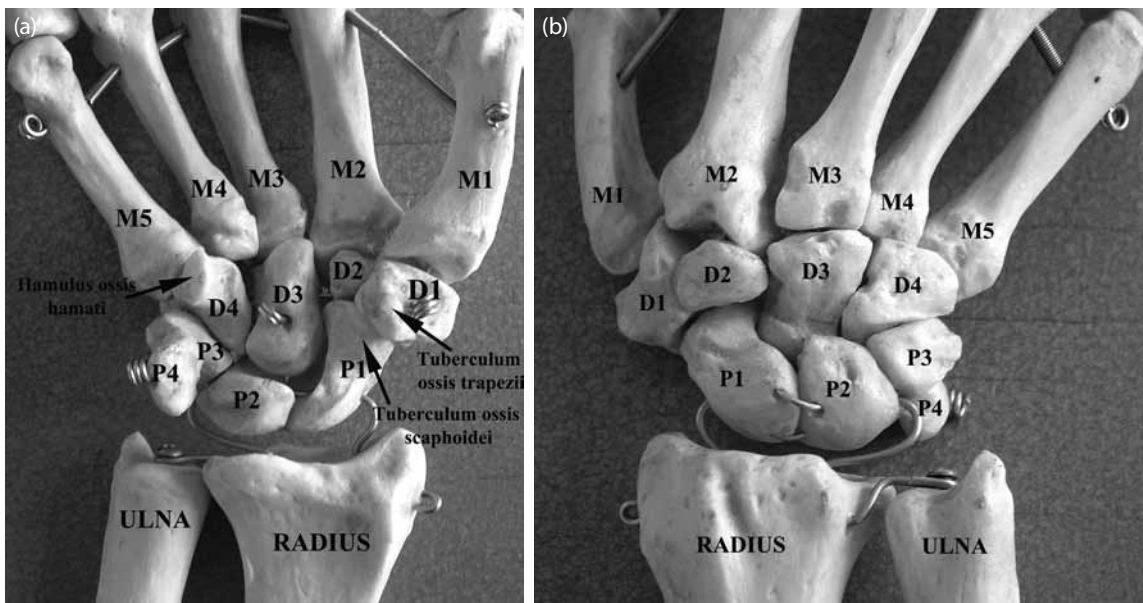 (a)
M5
M4
M3
M2
M1
Hamulus ossis
hamati
D4
D3
D2
D1
P4
P3
P2
P1
Tuberculum
ossis trapezii
Tuberculum ossis
scaphoidei
ULNA
RADIUS
(b)
M1
M2
M3
M4
M5
D1
D2
D3
D4
P1
P2
P3
P4
RADIUS
ULNA